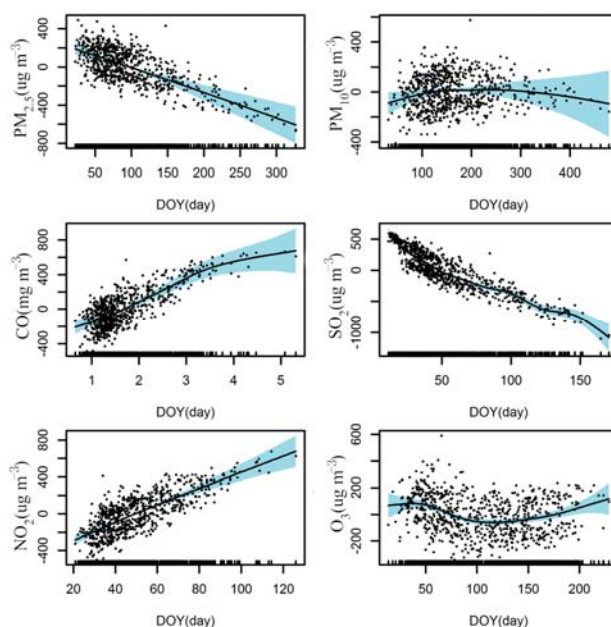 PM2.5(ug m-3)
400
0
-400
-800
50 100 150 200 250 300
DOY(day)
PM10(ug m-3)
400
0
-400
100 200 300 400
DOY(day)
CO(mg m-3)
800
400
0
-400
1 2 3 4 5
DOY(day)
SO2(ug m-3)
500
0
-1000
50 100 150
DOY(day)
NO2(ug m-3)
800
400
0
-400
20 40 60 80 100 120
DOY(day)
O3(ug m-3)
600
200
200
50 100 150 200
DOY(day)